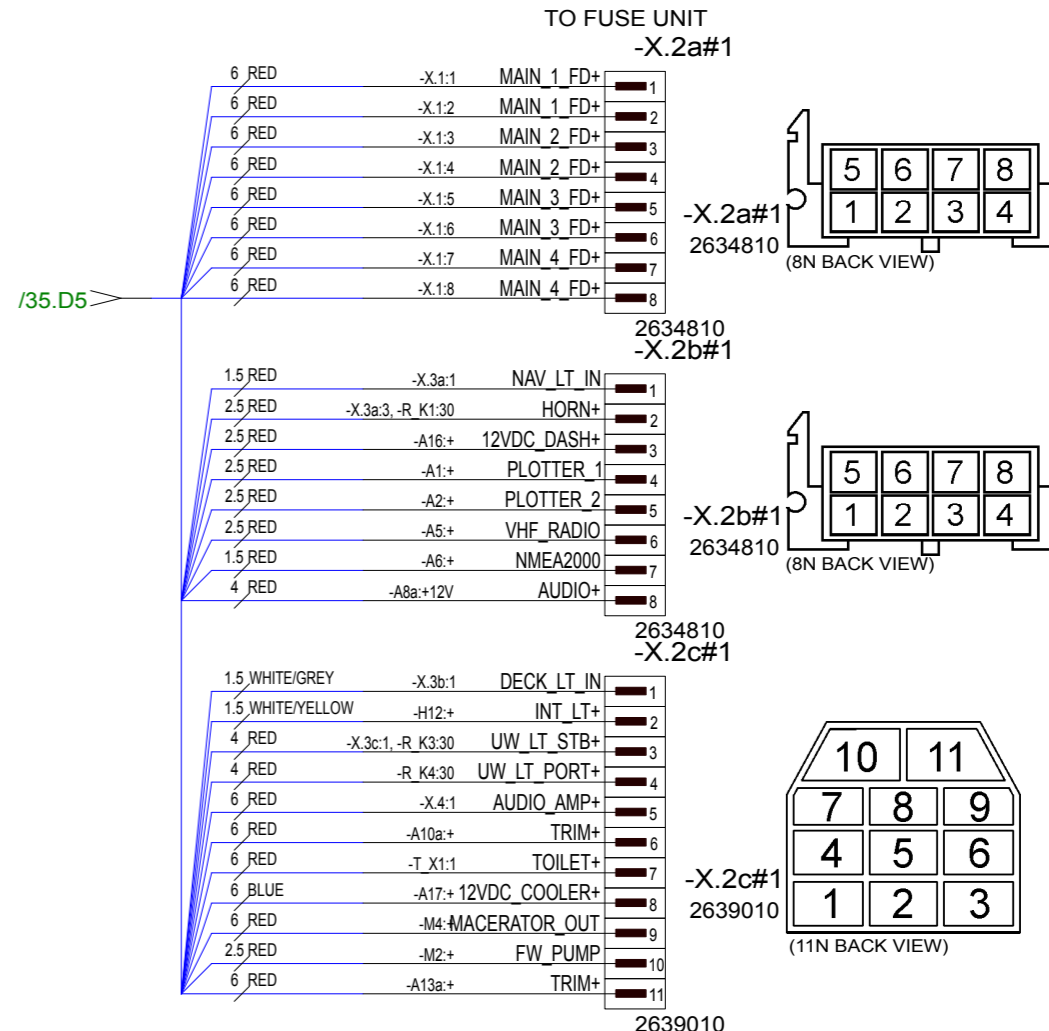 TO FUSE UNIT
-X.2a#1
6 RED -X.1:1 MAIN_1_FD+ 1
6 RED -X.1:2 MAIN_1_FD+ 2
6 RED -X.1:3 MAIN_2_FD+ 3
6 RED -X.1:4 MAIN_2_FD+ 4
6 RED -X.1:5 MAIN_3_FD+ 5
6 RED -X.1:6 MAIN_3_FD+ 6
6 RED -X.1:7 MAIN_4_FD+ 7
6 RED -X.1:8 MAIN_4_FD+ 8
/35.D5
2634810
5 6 7 8
1 2 3 4
-X.2a#1
2634810
(8N BACK VIEW)
-X.2b#1
1.5 RED -X.3a:1 NAV_LT_IN 1
2.5 RED -X.3a:3, -R_K1:30 HORN+ 2
2.5 RED -A16:+ 12VDC_DASH+ 3
2.5 RED -A1:+ PLOTTER_1 4
2.5 RED -A2:+ PLOTTER_2 5
2.5 RED -A5:+ VHF_RADIO 6
1.5 RED -A6:+ NMEA2000 7
4 RED -A8a:+12V AUDIO+ 8
2634810
5 6 7 8
1 2 3 4
-X.2b#1
2634810
(8N BACK VIEW)
-X.2c#1
1.5 WHITE/GREY -X.3b:1 DECK_LT_IN 1
1.5 WHITE/YELLOW -H12:+ INT_LT+ 2
4 RED -X.3c:1, -R_K3:30 UW_LT_STB+ 3
4 RED -R_K4:30 UW_LT_PORT+ 4
6 RED -X.4:1 AUDIO_AMP+ 5
6 RED -A10a:+ TRIM+ 6
6 RED -T_X1:1 TOILET+ 7
6 BLUE -A17:+ 12VDC_COOLER+ 8
6 RED -M4:+ MACERATOR_OUT 9
2.5 RED -M2:+ FW_PUMP 10
6 RED -A13a:+ TRIM+ 11
2639010
10 11
7 8 9
4 5 6
1 2 3
-X.2c#1
2639010
(11N BACK VIEW)